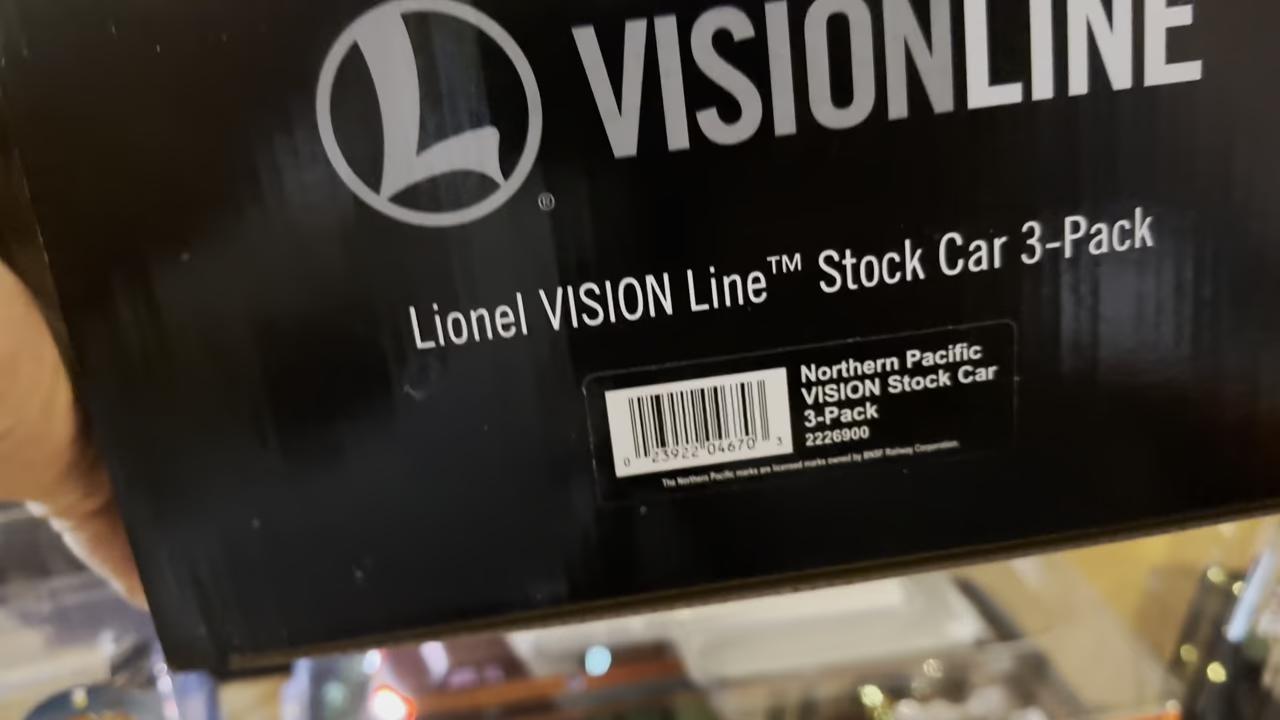 L
®
VISIONLINE
Lionel VISION Line™ Stock Car 3-Pack
Northern Pacific
VISION Stock Car
3-Pack
2226900
0 23922 04670 3
The Northern Pacific marks are licensed marks owned by BNSF Railway Corporation.